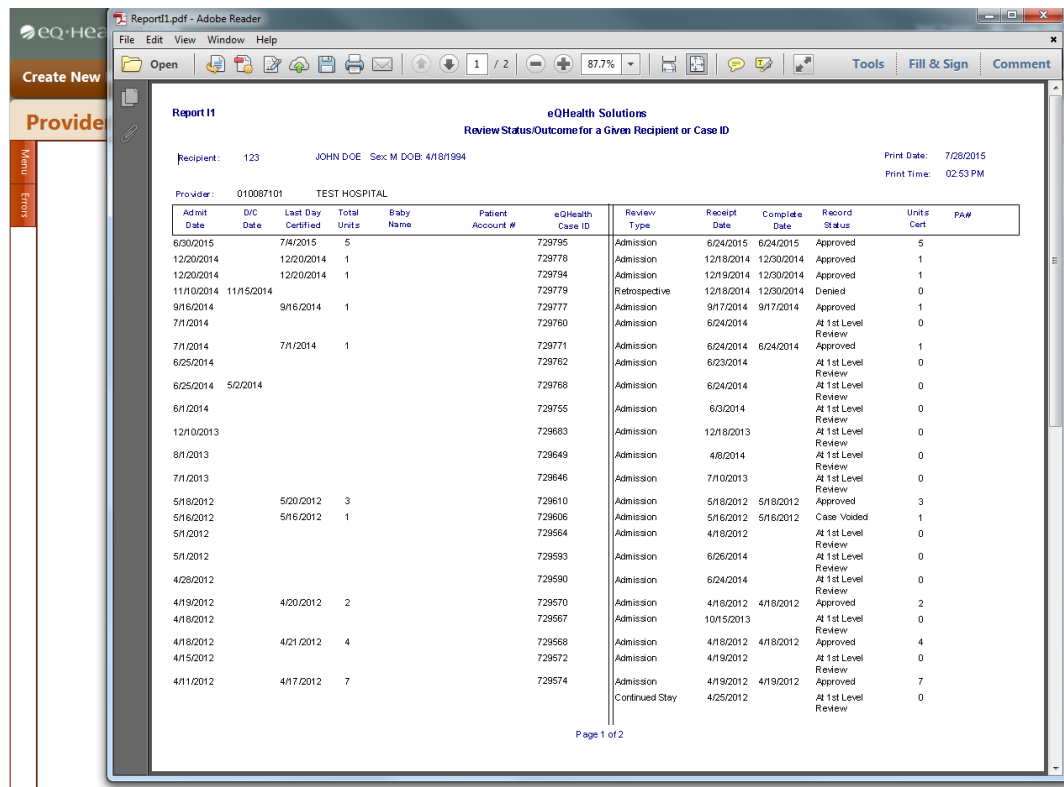 eQ·Hea
ReportI1.pdf - Adobe Reader
File Edit View Window Help
Open 1 / 2 87.7% Tools Fill & Sign Comment
Create New
Provide
Menu
Errors
Report I1 eQHealth Solutions
Review Status/Outcome for a Given Recipient or Case ID
Recipient: 123 JOHN DOE Sex: M DOB: 4/18/1994 Print Date: 7/28/2015
Print Time: 02:53 PM
Provider: 010087101 TEST HOSPITAL
Admit D/C Last Day Total Baby Patient eQHealth Review Receipt Complete Record Units PA#
Date Date Certified Units Name Account # Case ID Type Date Date Status Cert
6/30/2015 7/4/2015 5 729795 Admission 6/24/2015 6/24/2015 Approved 5
12/20/2014 12/20/2014 1 729778 Admission 12/18/2014 12/30/2014 Approved 1
12/20/2014 12/20/2014 1 729794 Admission 12/19/2014 12/30/2014 Approved 1
11/10/2014 11/15/2014 729779 Retrospective 12/18/2014 12/30/2014 Denied 0
9/16/2014 9/16/2014 1 729777 Admission 9/17/2014 9/17/2014 Approved 1
7/1/2014 729760 Admission 6/24/2014 At 1st Level 0
Review
7/1/2014 7/1/2014 1 729771 Admission 6/24/2014 6/24/2014 Approved 1
6/25/2014 729762 Admission 6/23/2014 At 1st Level 0
Review
6/25/2014 5/2/2014 729768 Admission 6/24/2014 At 1st Level 0
Review
6/1/2014 729755 Admission 6/3/2014 At 1st Level 0
Review
12/10/2013 729683 Admission 12/18/2013 At 1st Level 0
Review
8/1/2013 729649 Admission 4/8/2014 At 1st Level 0
Review
7/1/2013 729646 Admission 7/10/2013 At 1st Level 0
Review
5/18/2012 5/20/2012 3 729610 Admission 5/18/2012 5/18/2012 Approved 3
5/16/2012 5/16/2012 1 729606 Admission 5/16/2012 5/16/2012 Case Voided 1
5/1/2012 729564 Admission 4/18/2012 At 1st Level 0
Review
5/1/2012 729593 Admission 6/26/2014 At 1st Level 0
Review
4/28/2012 729590 Admission 6/24/2014 At 1st Level 0
Review
4/19/2012 4/20/2012 2 729570 Admission 4/18/2012 4/18/2012 Approved 2
4/18/2012 729567 Admission 10/15/2013 At 1st Level 0
Review
4/18/2012 4/21/2012 4 729568 Admission 4/18/2012 4/18/2012 Approved 4
4/15/2012 729572 Admission 4/19/2012 At 1st Level 0
Review
4/11/2012 4/17/2012 7 729574 Admission 4/19/2012 4/19/2012 Approved 7
Continued Stay 4/25/2012 At 1st Level 0
Review
Page 1 of 2